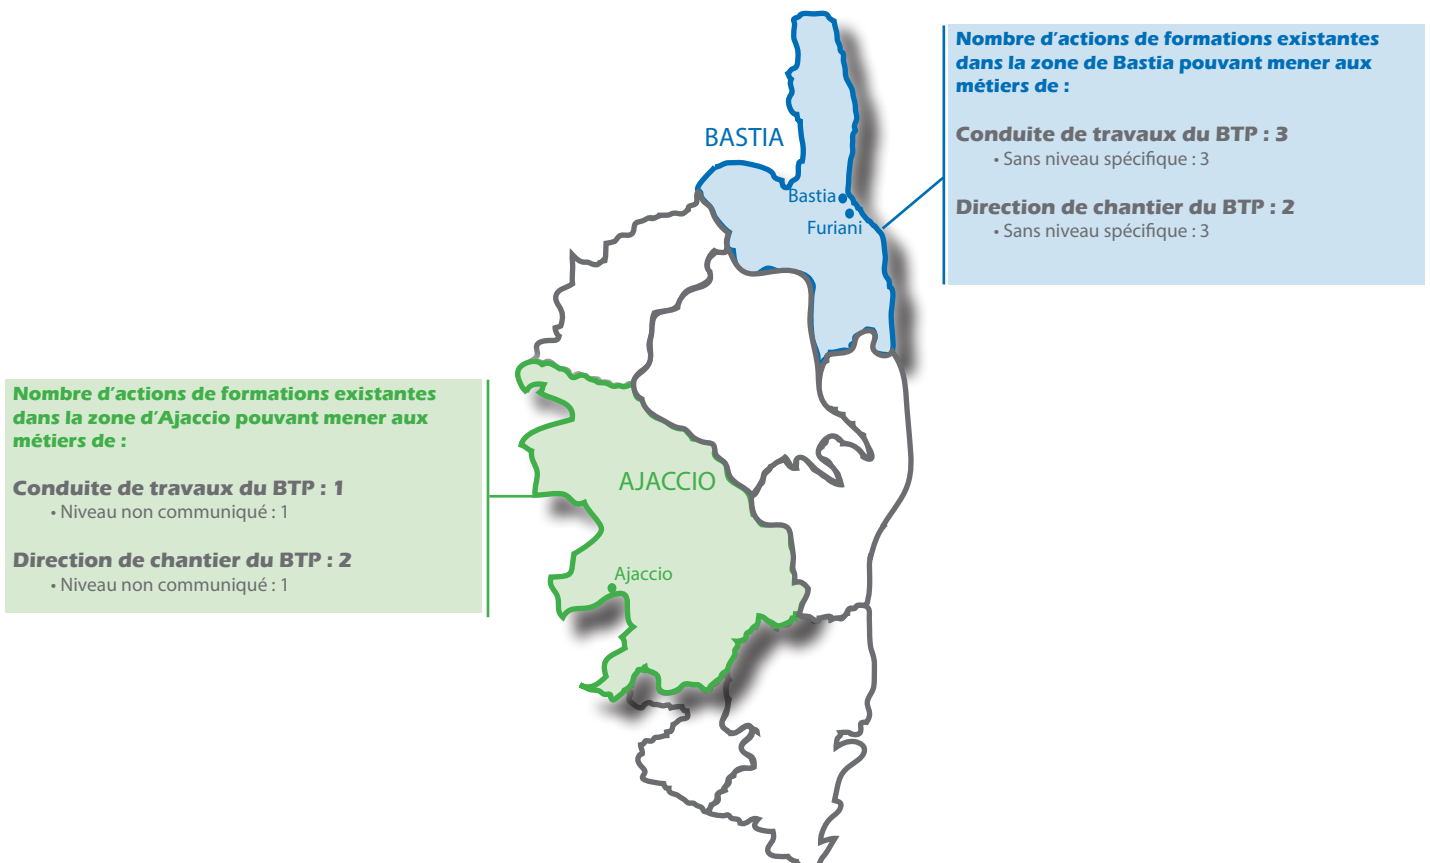 Nombre d'actions de formations existantes
dans la zone de Bastia pouvant mener aux
métiers de :
Conduite de travaux du BTP : 3
• Sans niveau spécifique : 3
Direction de chantier du BTP : 2
• Sans niveau spécifique : 3
BASTIA
Bastia
Furiani
Nombre d'actions de formations existantes
dans la zone d'Ajaccio pouvant mener aux
métiers de :
Conduite de travaux du BTP : 1
• Niveau non communiqué : 1
Direction de chantier du BTP : 2
• Niveau non communiqué : 1
AJACCIO
Ajaccio